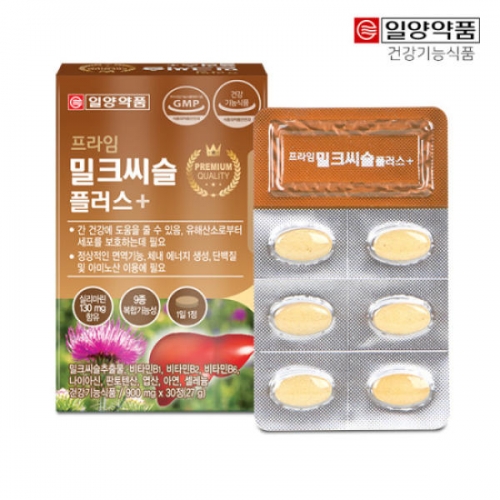 일양약품
건강기능식품
일양약품
GMP
건강
기능식품
프라임
밀크씨슬
플러스+
PREMIUM
QUALITY
• 간 건강에 도움을 줄 수 있음, 유해산소로부터
세포를 보호하는데 필요
• 정상적인 면역기능, 체내 에너지 생성, 단백질
및 아미노산 이용에 필요
실리마린
130 mg
함유
9종
복합기능성
1일 1정
밀크씨슬추출물, 비타민B1, 비타민B2, 비타민B6,
나이아신, 판토텐산, 엽산, 아연, 셀레늄
건강기능식품 / 900 mg x 30정(27 g)
프라임 밀크씨슬 플러스+